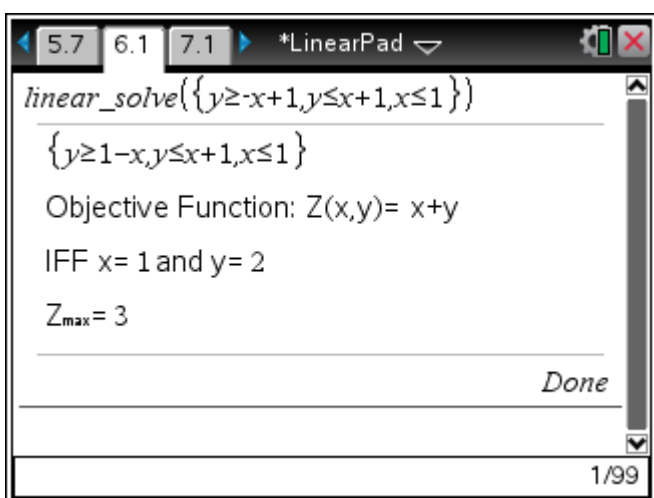 5.7 6.1 7.1 *LinearPad
linear_solve({y≥-x+1,y≤x+1,x≤1})
{y≥1−x,y≤x+1,x≤1}
Objective Function: Z(x,y)= x+y
IFF x= 1 and y= 2
Zmax= 3
Done
1/99